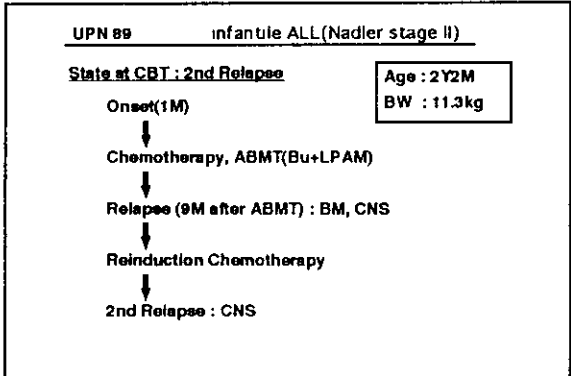 UPN 89 infantile ALL(Nadler stage II)
State at CBT : 2nd Relapse
Age : 2Y2M
BW : 11.3kg
Onset(1M)
Chemotherapy, ABMT(Bu+LPAM)
Relapse (9M after ABMT) : BM, CNS
Reinduction Chemotherapy
2nd Relapse : CNS